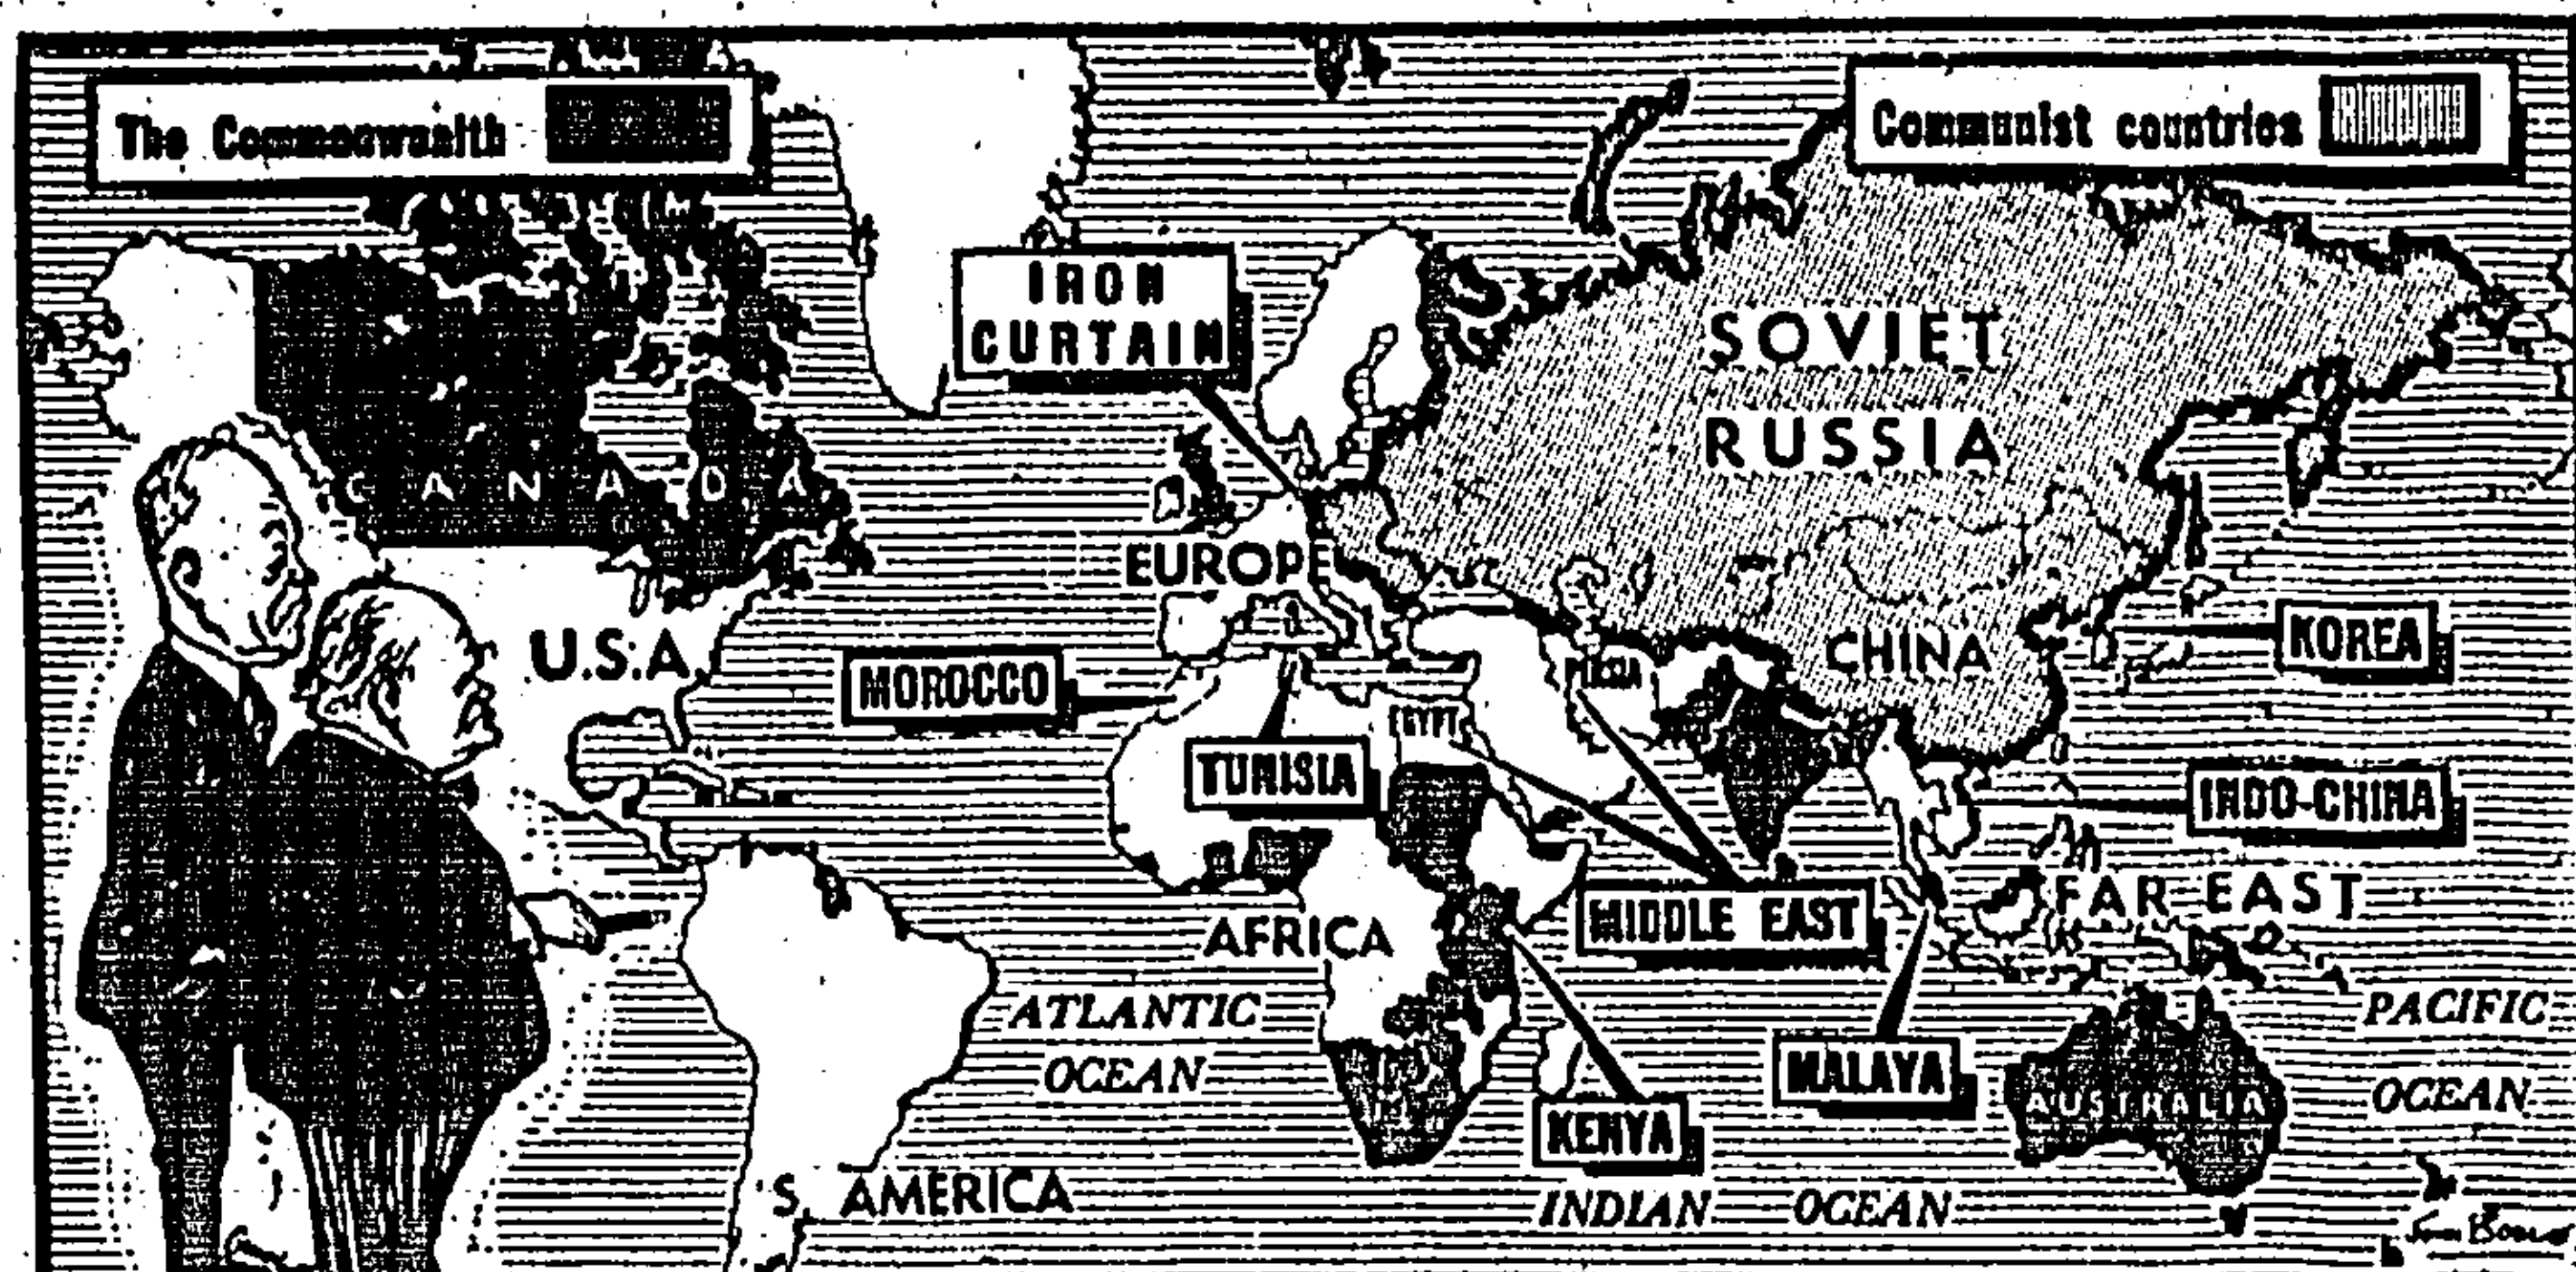 The Commonwealth
Communist countries
IRON
CURTAIN
SOVIET
RUSSIA
CANADA
EUROPE
U.S.A.
MOROCCO
PERSIA
CHINA
KOREA
EGYPT
TUNISIA
INDO-CHINA
FAR EAST
AFRICA
MIDDLE EAST
ATLANTIC
OCEAN
PACIFIC
OCEAN
MALAYA
AUSTRALIA
KENYA
S. AMERICA
INDIAN OCEAN